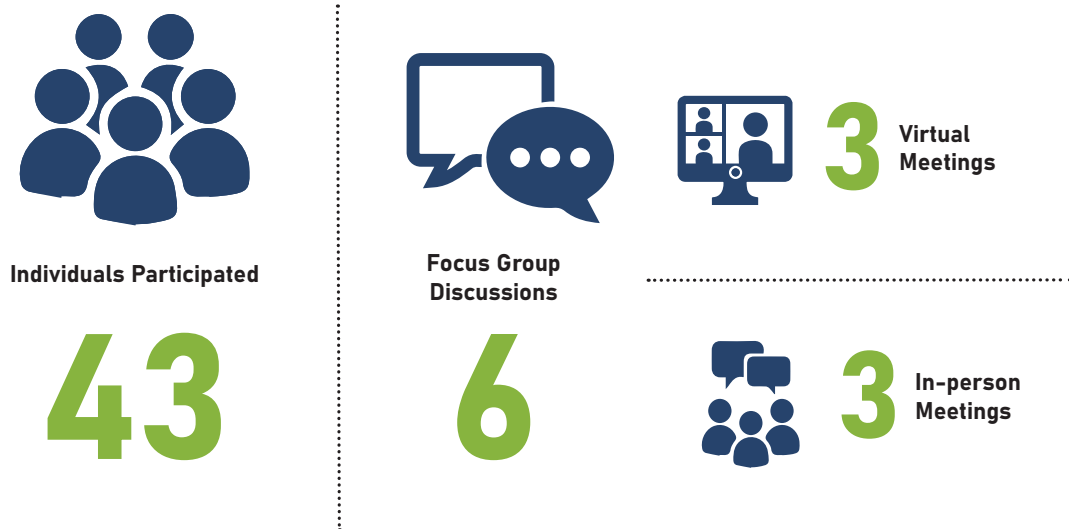 Individuals Participated
43
Focus Group
Discussions
6
3
Virtual
Meetings
3
In-person
Meetings